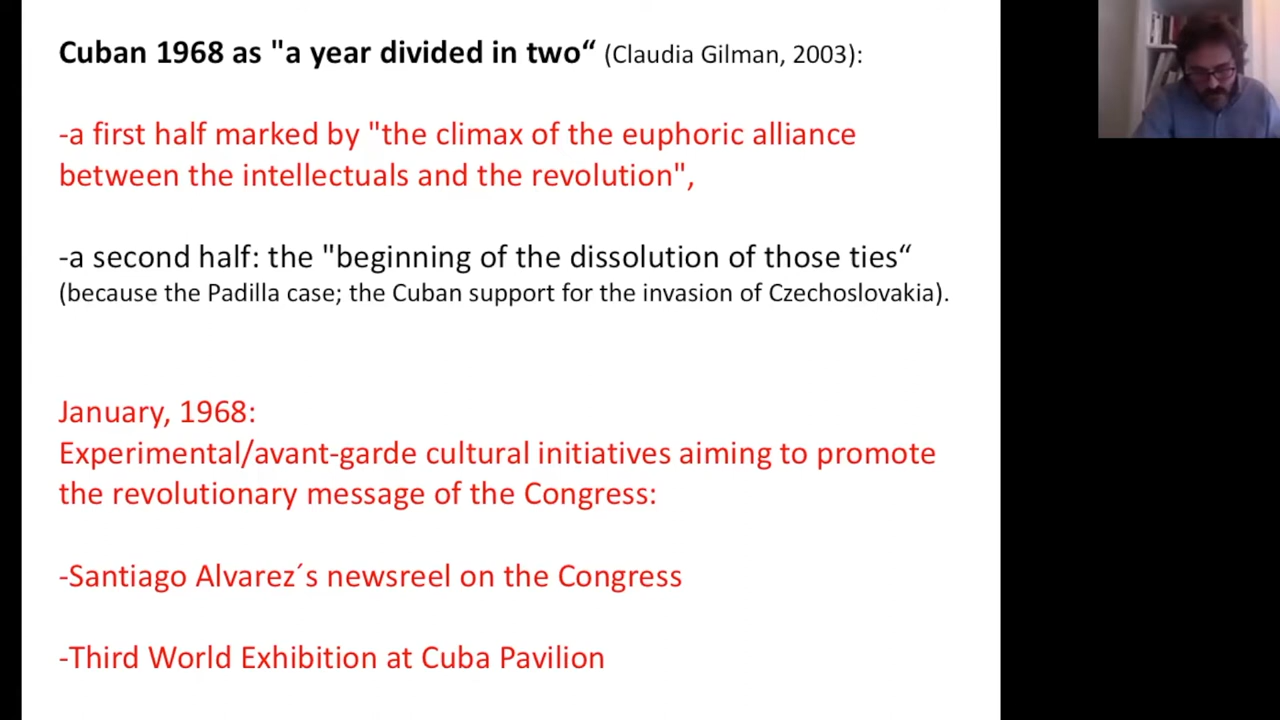 Cuban 1968 as "a year divided in two“ (Claudia Gilman, 2003):
-a first half marked by "the climax of the euphoric alliance
between the intellectuals and the revolution",
-a second half: the "beginning of the dissolution of those ties“
(because the Padilla case; the Cuban support for the invasion of Czechoslovakia).
January, 1968:
Experimental/avant-garde cultural initiatives aiming to promote
the revolutionary message of the Congress:
-Santiago Alvarez´s newsreel on the Congress
-Third World Exhibition at Cuba Pavilion